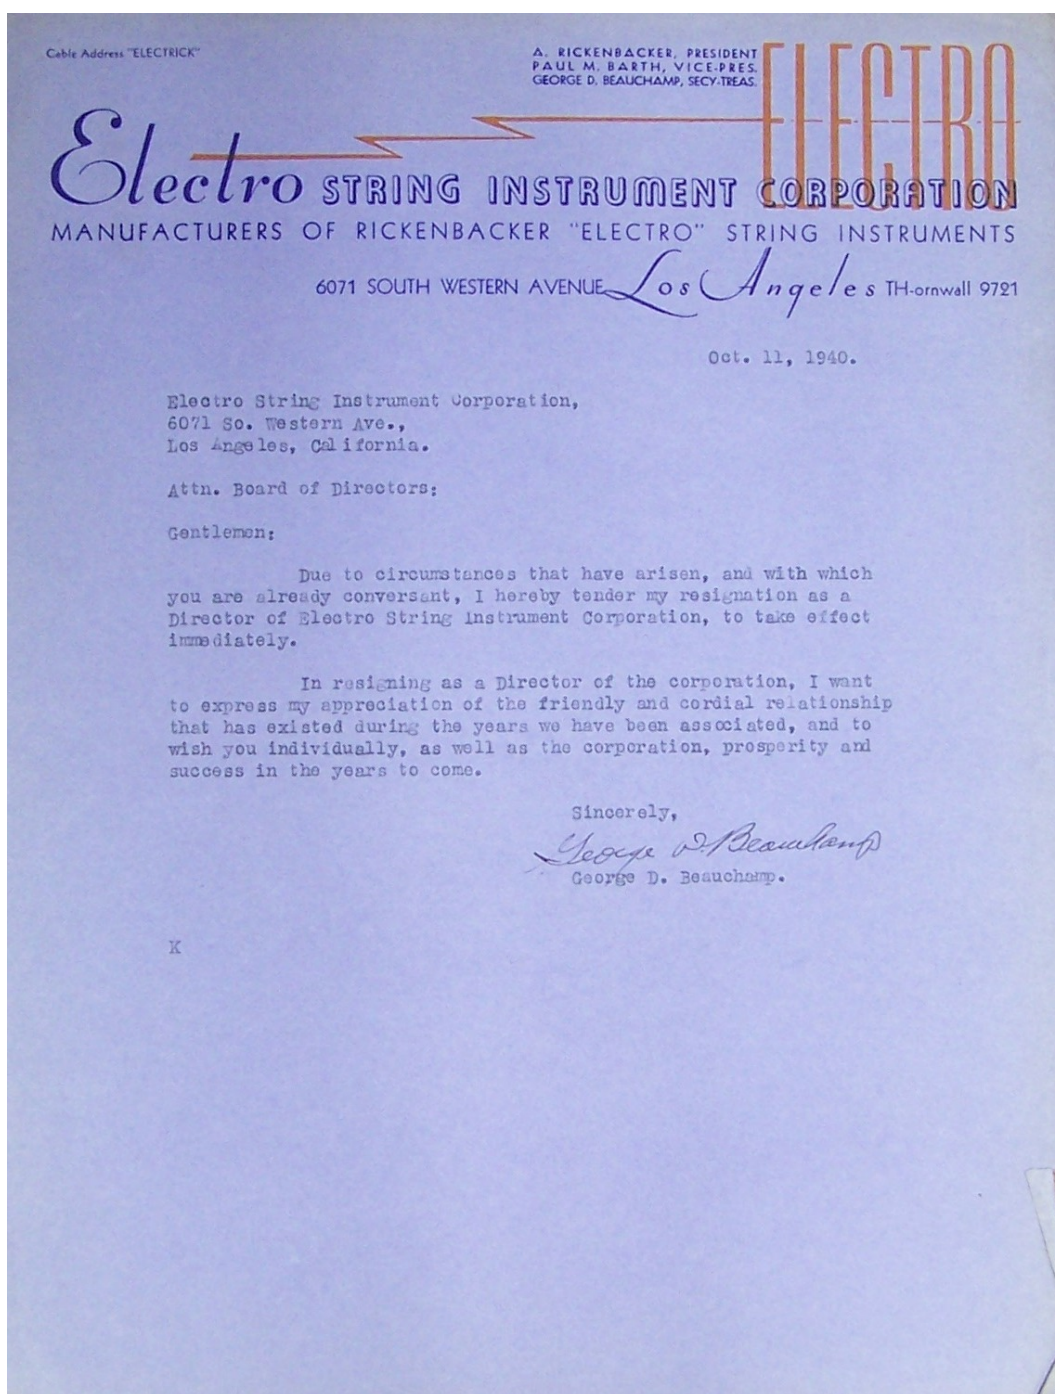 Cable Address "ELECTRICK"
A. RICKENBACKER, PRESIDENT
PAUL M. BARTH, VICE-PRES.
GEORGE D. BEAUCHAMP, SECY-TREAS.
ELECTRO
Electro STRING INSTRUMENT CORPORATION
MANUFACTURERS OF RICKENBACKER "ELECTRO" STRING INSTRUMENTS
6071 SOUTH WESTERN AVENUE Los Angeles TH-ornwall 9721
Oct. 11, 1940.
Electro String Instrument Corporation,
6071 So. Western Ave.,
Los Angeles, California.
Attn. Board of Directors:
Gentlemen:
Due to circumstances that have arisen, and with which
you are already conversant, I hereby tender my resignation as a
Director of Electro String Instrument Corporation, to take effect
immediately.
In resigning as a Director of the corporation, I want
to express my appreciation of the friendly and cordial relationship
that has existed during the years we have been associated, and to
wish you individually, as well as the corporation, prosperity and
success in the years to come.
Sincerely,
George D. Beauchamp
George D. Beauchamp.
K